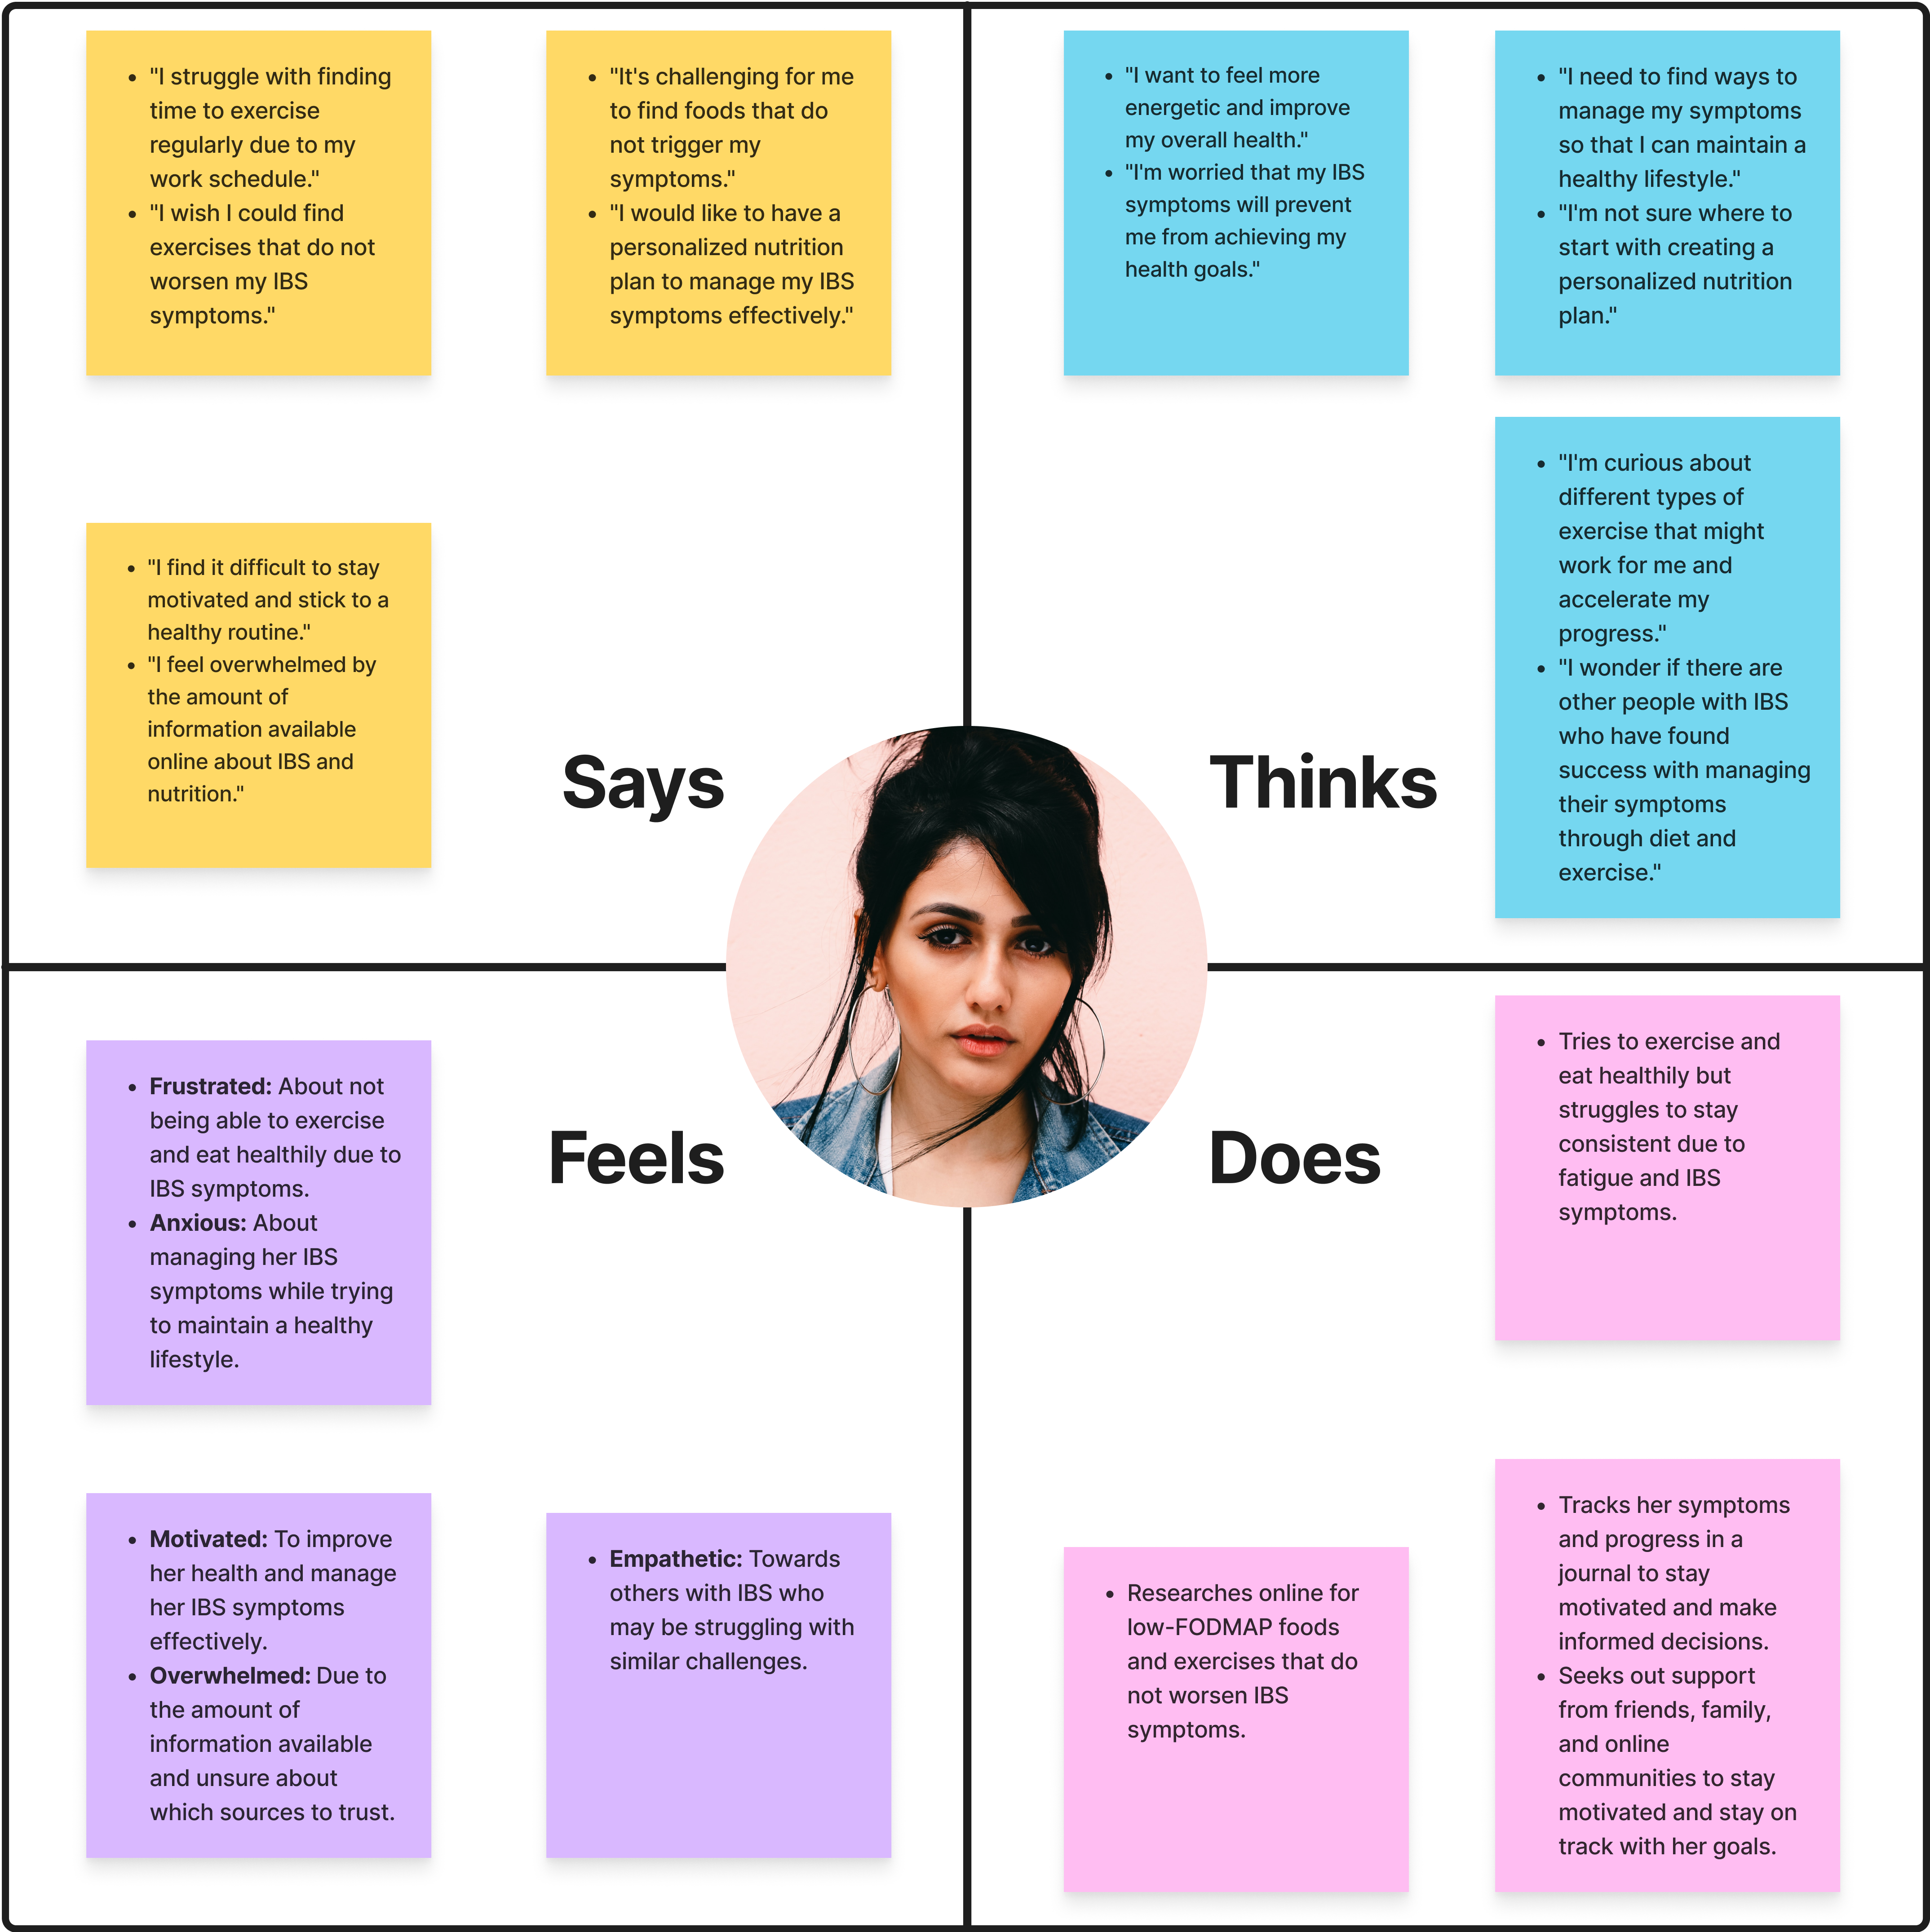 • "I struggle with finding
time to exercise
regularly due to my
work schedule."
• "I wish I could find
exercises that do not
worsen my IBS
symptoms."
• "It's challenging for me
to find foods that do
not trigger my
symptoms."
• "I would like to have a
personalized nutrition
plan to manage my IBS
symptoms effectively."
• "I find it difficult to stay
motivated and stick to a
healthy routine."
• "I feel overwhelmed by
the amount of
information available
online about IBS and
nutrition."
Says
• "I want to feel more
energetic and improve
my overall health."
• "I'm worried that my IBS
symptoms will prevent
me from achieving my
health goals."
• "I need to find ways to
manage my symptoms
so that I can maintain a
healthy lifestyle."
• "I'm not sure where to
start with creating a
personalized nutrition
plan."
• "I'm curious about
different types of
exercise that might
work for me and
accelerate my
progress."
• "I wonder if there are
other people with IBS
who have found
success with managing
their symptoms
through diet and
exercise."
Thinks
• Frustrated: About not
being able to exercise
and eat healthily due to
IBS symptoms.
• Anxious: About
managing her IBS
symptoms while trying
to maintain a healthy
lifestyle.
Feels
• Motivated: To improve
her health and manage
her IBS symptoms
effectively.
• Overwhelmed: Due to
the amount of
information available
and unsure about
which sources to trust.
• Empathetic: Towards
others with IBS who
may be struggling with
similar challenges.
Does
• Tries to exercise and
eat healthily but
struggles to stay
consistent due to
fatigue and IBS
symptoms.
• Researches online for
low-FODMAP foods
and exercises that do
not worsen IBS
symptoms.
• Tracks her symptoms
and progress in a
journal to stay
motivated and make
informed decisions.
• Seeks out support
from friends, family,
and online
communities to stay
motivated and stay on
track with her goals.